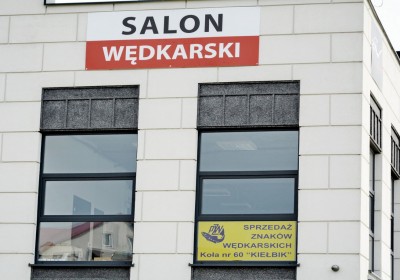 SALON
WĘDKARSKI
SPRZEDAŻ
ZNAKÓW
WĘDKARSKICH
Koła nr 60 "KIEŁBIK"